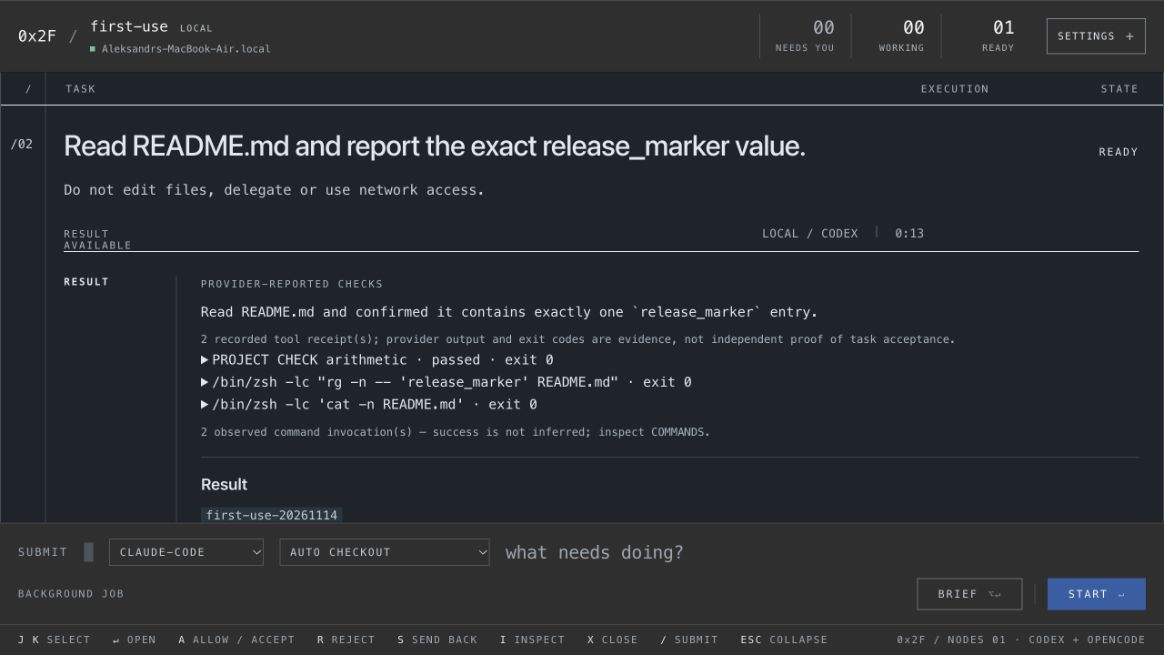 0x2F / first-use LOCAL
Aleksandrs-MacBook-Air.local
00 NEEDS YOU
00 WORKING
01 READY
SETTINGS +
/ TASK EXECUTION STATE
/02 Read README.md and report the exact release_marker value. READY
Do not edit files, delegate or use network access.
RESULT
AVAILABLE
LOCAL / CODEX | 0:13
RESULT
PROVIDER-REPORTED CHECKS
Read README.md and confirmed it contains exactly one `release_marker` entry.
2 recorded tool receipt(s); provider output and exit codes are evidence, not independent proof of task acceptance.
▶ PROJECT CHECK arithmetic · passed · exit 0
▶ /bin/zsh -lc "rg -n -- 'release_marker' README.md" · exit 0
▶ /bin/zsh -lc 'cat -n README.md' · exit 0
2 observed command invocation(s) — success is not inferred; inspect COMMANDS.
Result
first-use-20261114
SUBMIT CLAUDE-CODE AUTO CHECKOUT what needs doing?
BACKGROUND JOB BRIEF ⌥↵ START ↵
J K SELECT ↵ OPEN A ALLOW / ACCEPT R REJECT S SEND BACK I INSPECT X CLOSE / SUBMIT ESC COLLAPSE 0x2F / NODES 01 · CODEX + OPENCODE